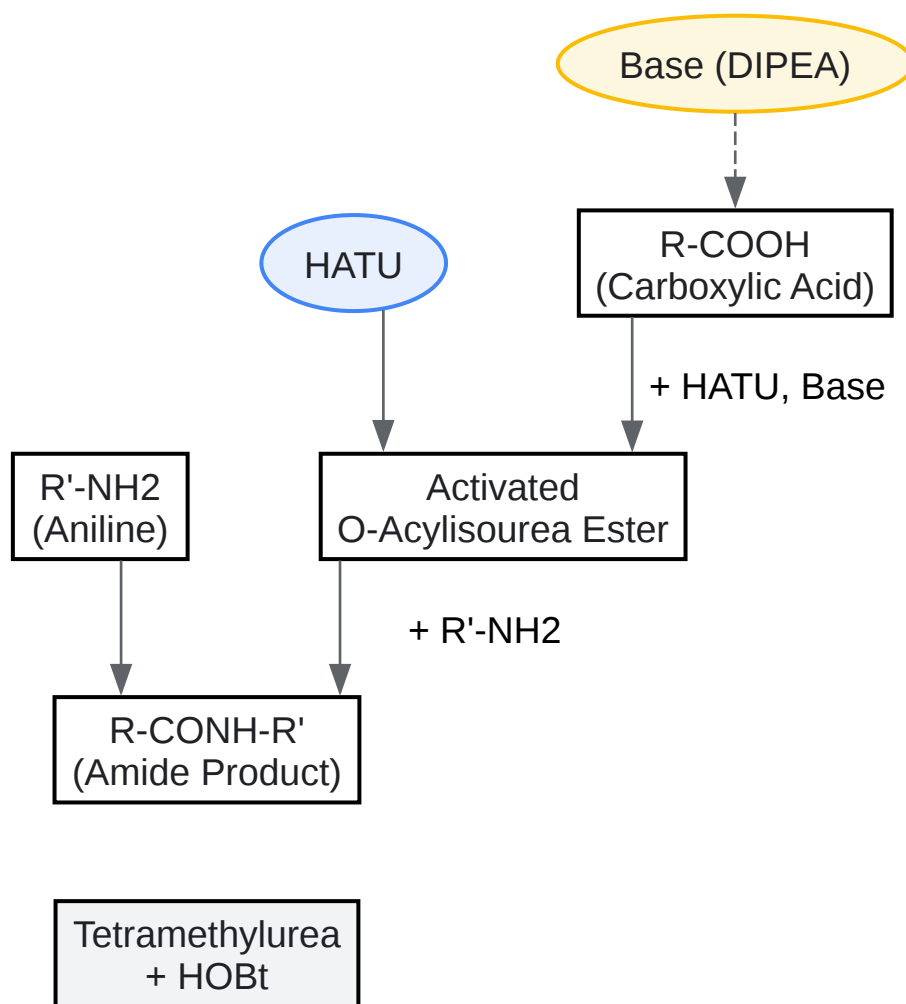 Base (DIPEA)
R-COOH
(Carboxylic Acid)
HATU
+ HATU, Base
R'-NH2
(Aniline)
Activated
O-Acylisourea Ester
+ R'-NH2
R-CONH-R'
(Amide Product)
Tetramethylurea
+ HOBt